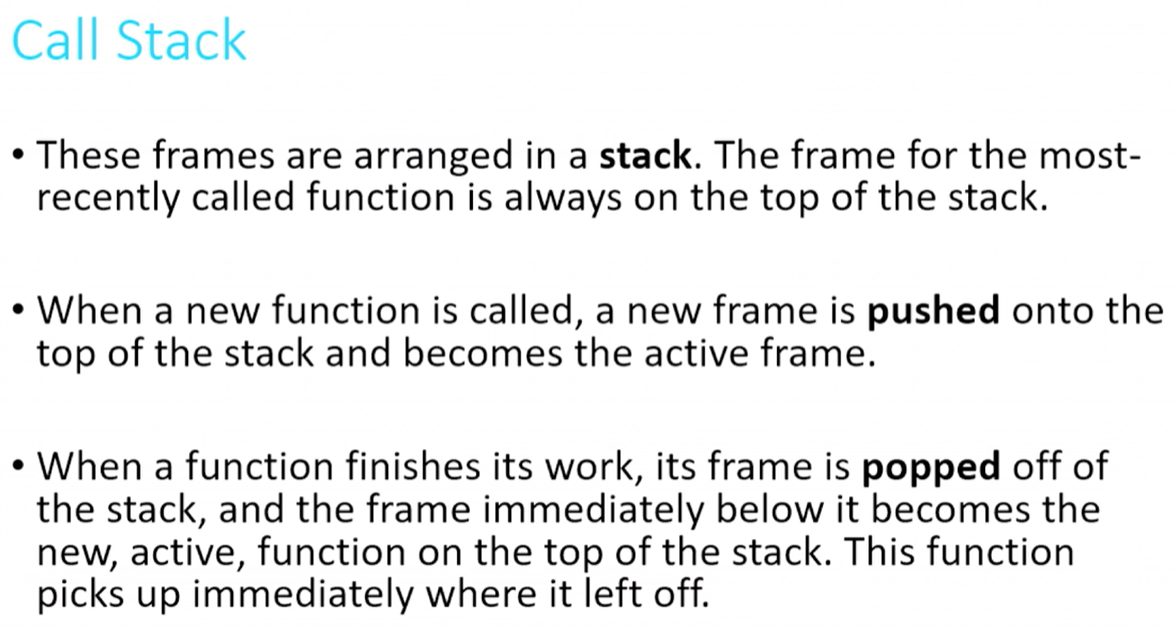 Call Stack
• These frames are arranged in a stack. The frame for the most-
recently called function is always on the top of the stack.
• When a new function is called, a new frame is pushed onto the
top of the stack and becomes the active frame.
• When a function finishes its work, its frame is popped off of
the stack, and the frame immediately below it becomes the
new, active, function on the top of the stack. This function
picks up immediately where it left off.